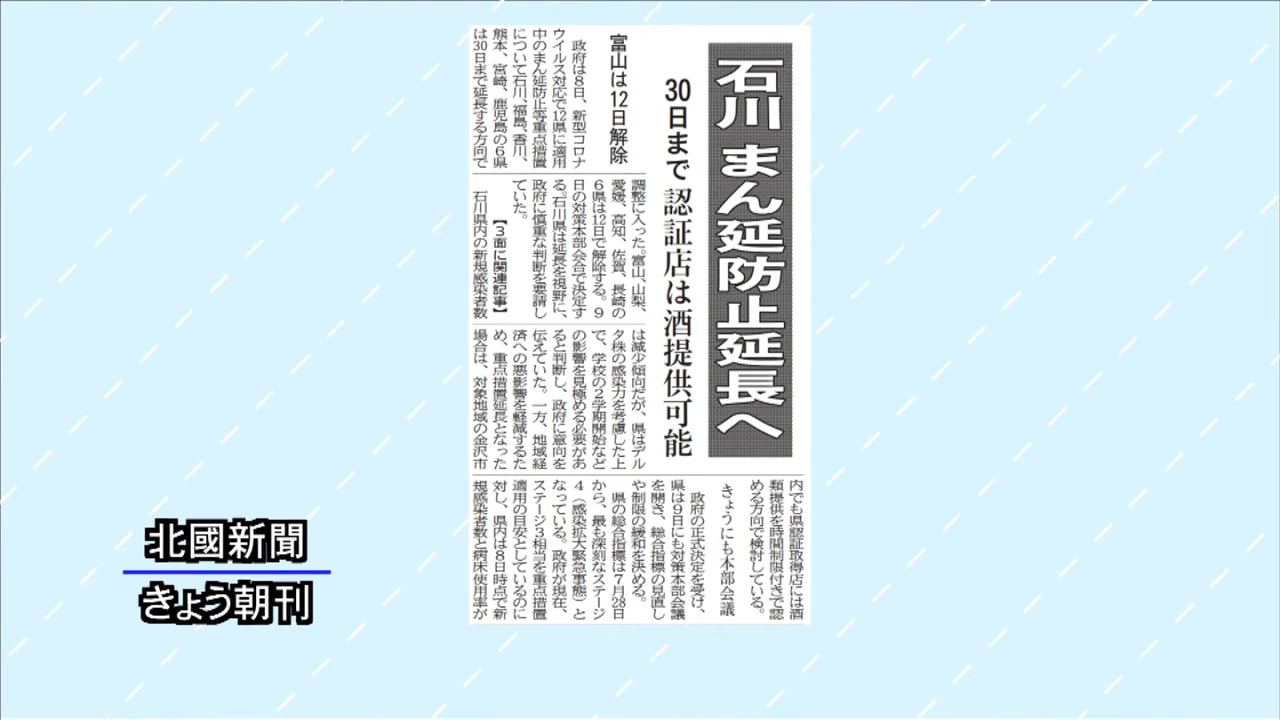 石川 まん延防止延長へ
30日まで 認証店は酒提供可能
富山は12日解除
政府は8日、新型コロナ
ウイルス対応で12県に適用
中のまん延防止等重点措置
について石川、福島、香川、
熊本、宮崎、鹿児島の6県
は30日まで延長する方向で
調整に入った。富山、山梨、
愛媛、高知、佐賀、長崎の
6県は12日で解除する。9
日の対策本部会合で決定す
る。石川県は延長を視野に、
政府に慎重な判断を要請し
ていた。
【3面に関連記事】
石川県内の新規感染者数
は減少傾向だが、県はデル
タ株の感染力を考慮した上
で、学校の2学期開始など
の影響を見極める必要があ
ると判断し、政府に意向を
伝えていた。一方、地域経
済への悪影響を軽減するた
め、重点措置延長となった
場合は、対象地域の金沢市
内でも県認証取得店には酒
類提供を時間制限付きで認
める方向で検討している。
きょうにも本部会議
政府の正式決定を受け、
県は9日にも対策本部会議
を開き、総合指標の見直し
や制限の緩和を決める。
県の総合指標は7月28日
から、最も深刻なステージ
4（感染拡大緊急事態）と
なっている。政府が現在、
ステージ3相当を重点措置
適用の目安としているのに
対し、県内は8日時点で新
規感染者数と病床使用率が
北國新聞
きょう朝刊